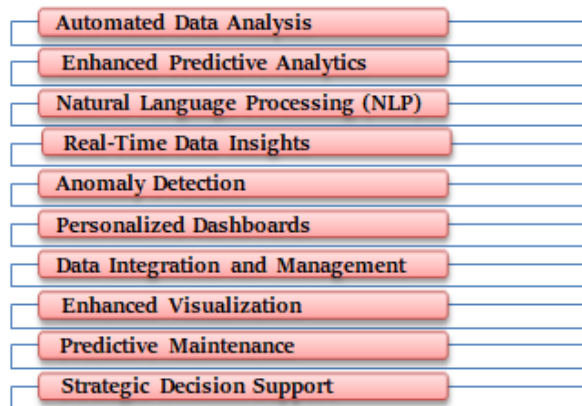 Automated Data Analysis
Enhanced Predictive Analytics
Natural Language Processing (NLP)
Real-Time Data Insights
Anomaly Detection
Personalized Dashboards
Data Integration and Management
Enhanced Visualization
Predictive Maintenance
Strategic Decision Support